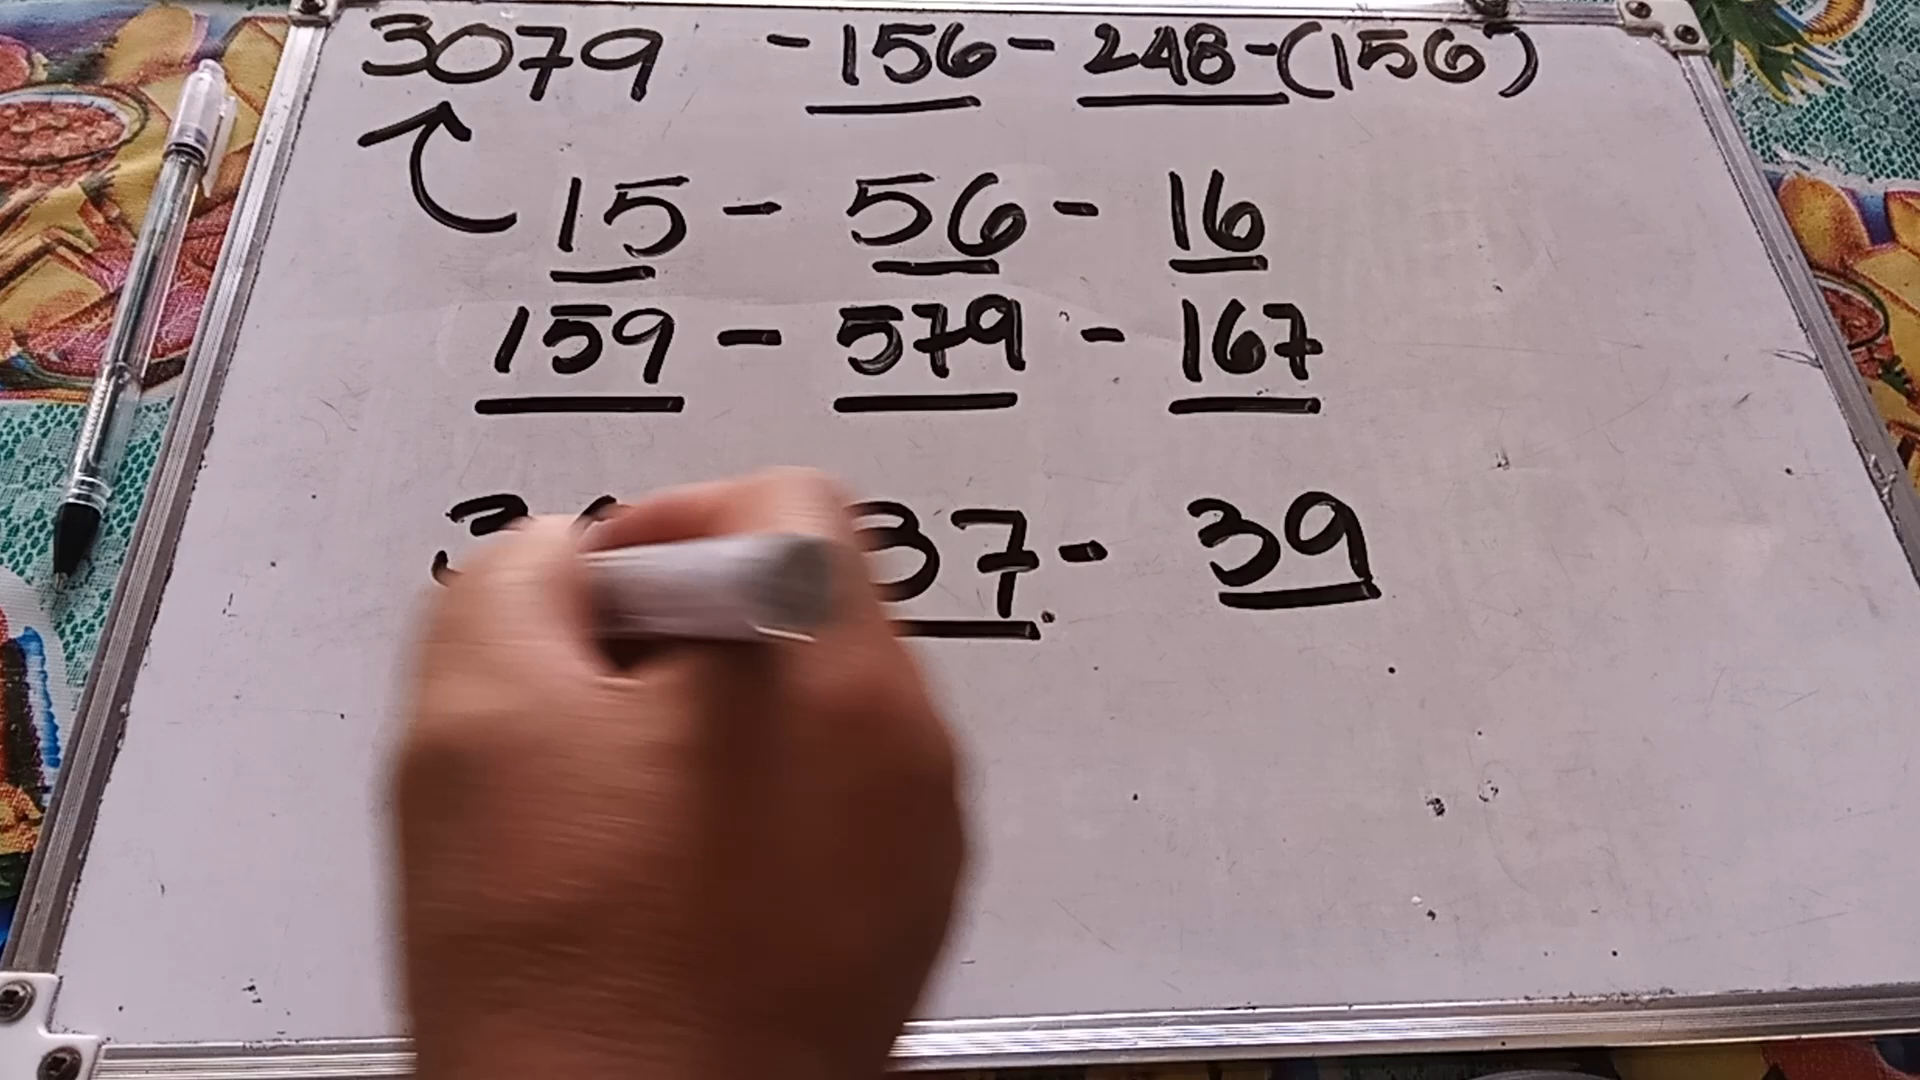 3079 - 156 - 248 - (156)
15 - 56 - 16
159 - 579 - 167
37 - 39